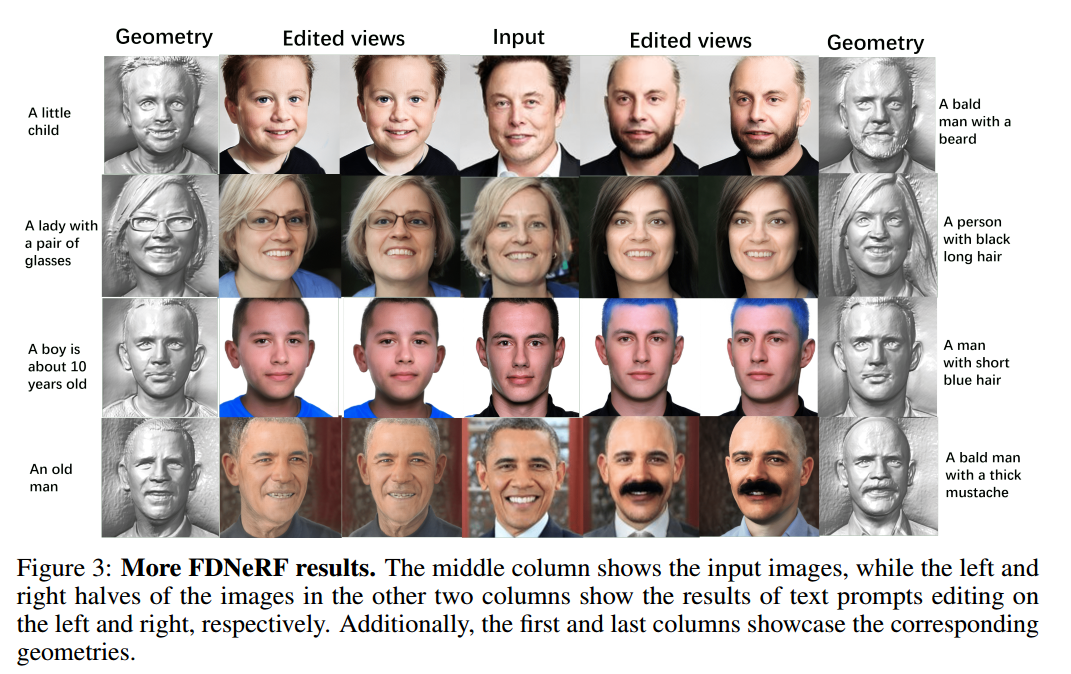 Geometry
Edited views
Input
Edited views
Geometry
A little
child
A bald
man with a
beard
A lady with
a pair of
glasses
A person
with black
long hair
A boy is
about 10
years old
A man
with short
blue hair
An old
man
A bald man
with a thick
mustache
Figure 3: More FDNeRF results. The middle column shows the input images, while the left and
right halves of the images in the other two columns show the results of text prompts editing on
the left and right, respectively. Additionally, the first and last columns showcase the corresponding
geometries.